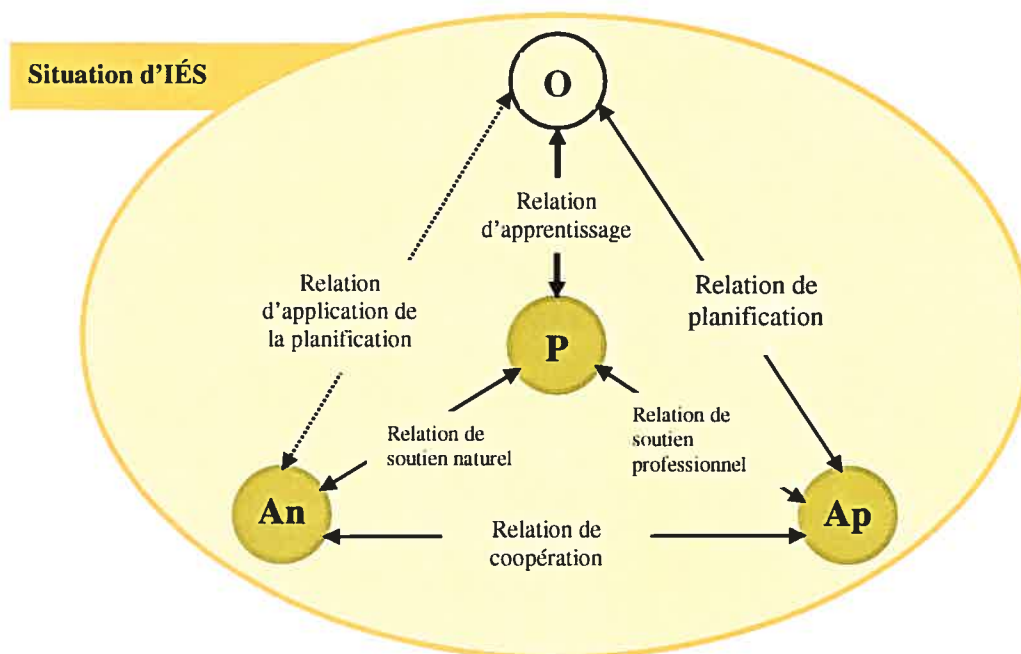 Situation d'IÉS
O
Relation
d'apprentissage
Relation
d'application de
la planification
Relation de
planification
P
Relation de
soutien naturel
Relation de
soutien
professionnel
An
Ap
Relation de
coopération